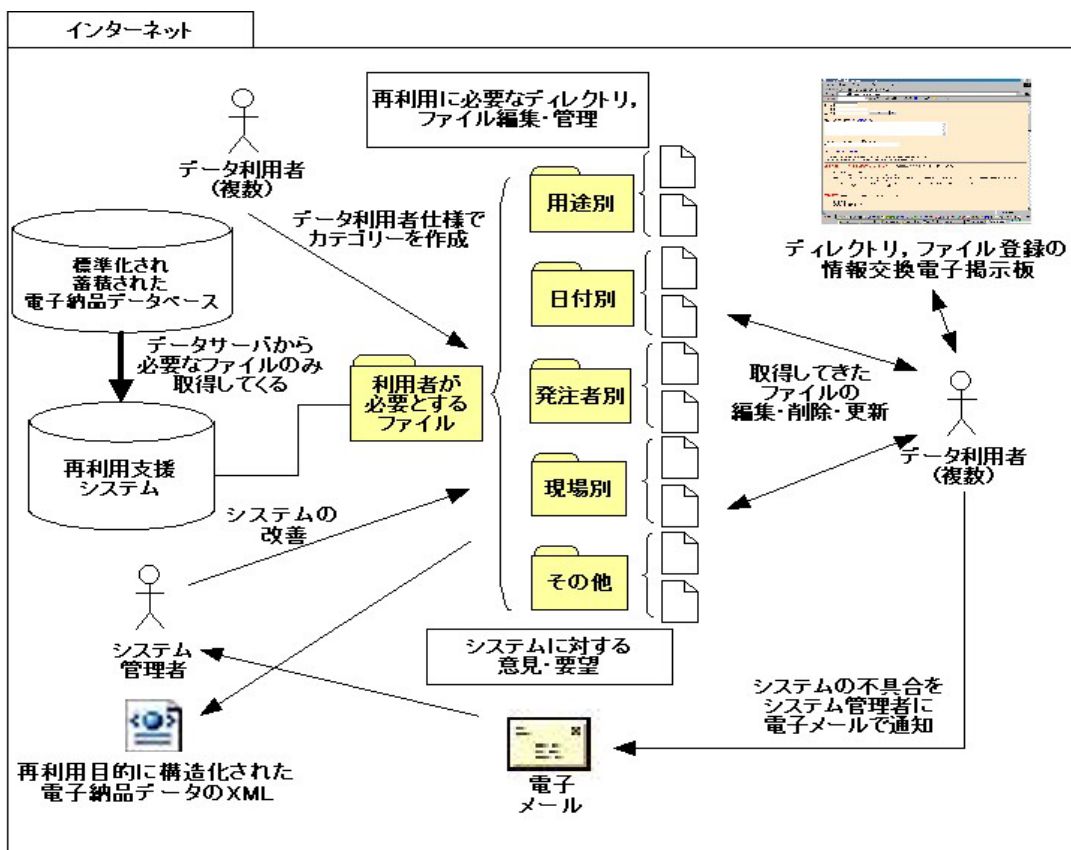 インターネット
再利用に必要なディレクトリ,
ファイル編集・管理
データ利用者
(複数)
データ利用者仕様で
カテゴリーを作成
標準化され
蓄積された
電子納品データベース
データサーバから
必要なファイルのみ
取得してくる
再利用支援
システム
利用者が
必要とする
ファイル
用途別
日付別
発注者別
現場別
その他
ディレクトリ,ファイル登録の
情報交換電子掲示板
取得してきた
ファイルの
編集・削除・更新
データ利用者
(複数)
システムの
改善
システム
管理者
システムに対する
意見・要望
システムの不具合を
システム管理者に
電子メールで通知
再利用目的に構造化された
電子納品データのXML
電子
メール